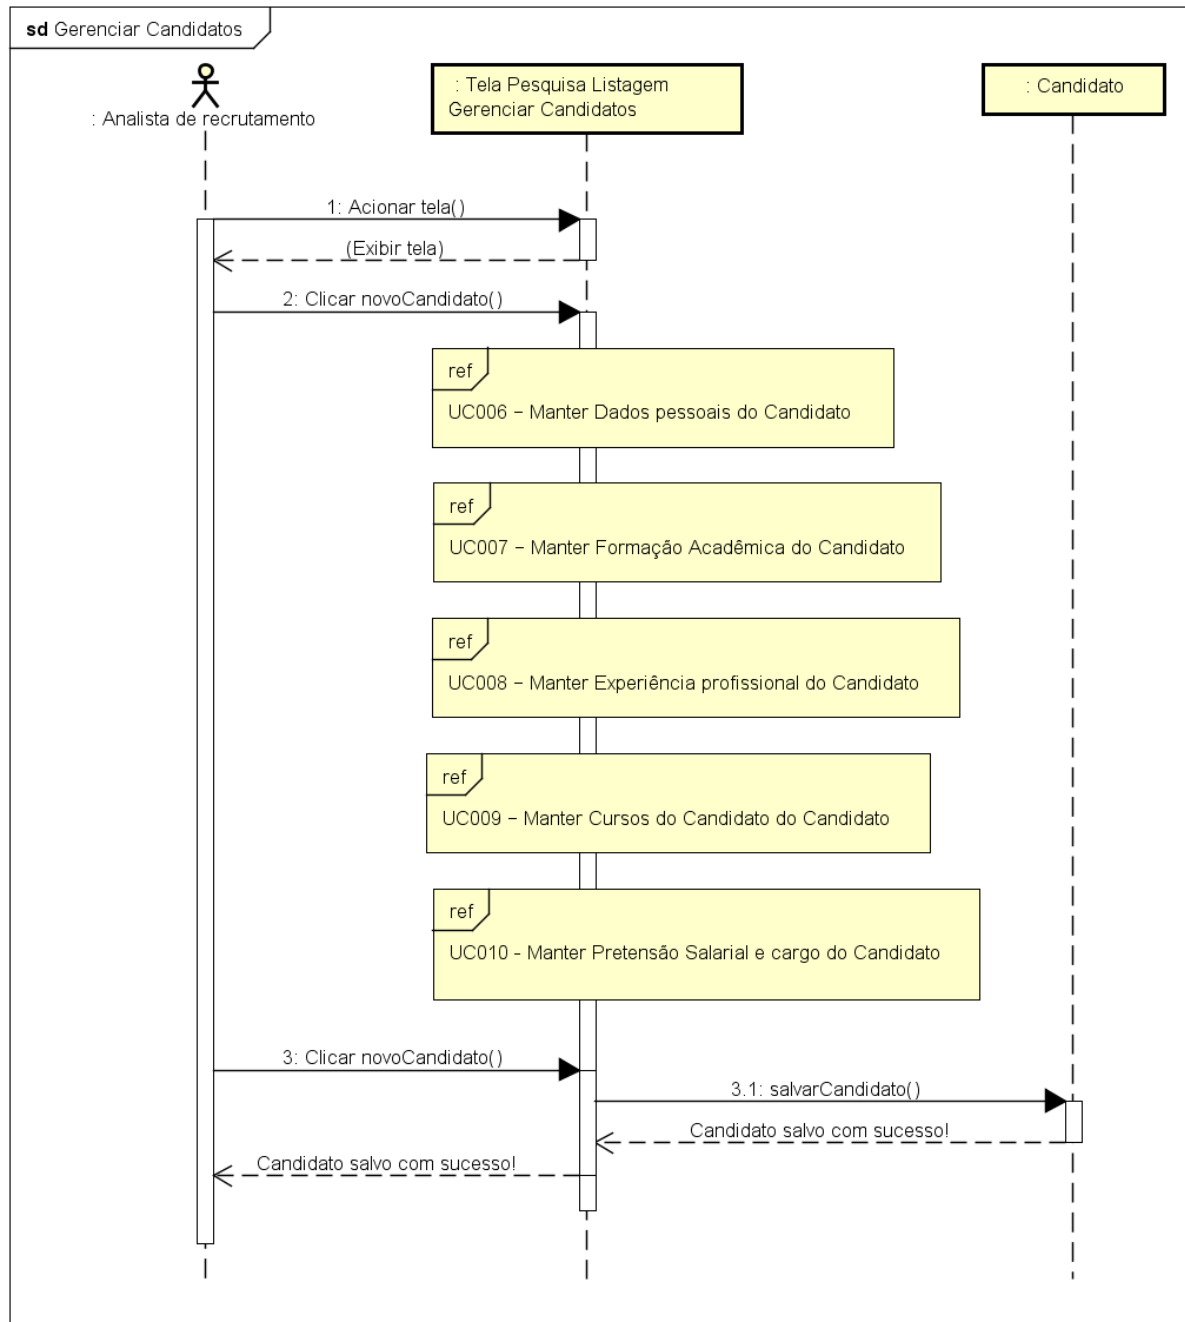 sd Gerenciar Candidatos
: Analista de recrutamento
: Tela Pesquisa Listagem
Gerenciar Candidatos
: Candidato
1: Acionar tela()
(Exibir tela)
2: Clicar novoCandidato()
ref
UC006 – Manter Dados pessoais do Candidato
ref
UC007 – Manter Formação Acadêmica do Candidato
ref
UC008 – Manter Experiência profissional do Candidato
ref
UC009 – Manter Cursos do Candidato do Candidato
ref
UC010 - Manter Pretensão Salarial e cargo do Candidato
3: Clicar novoCandidato()
3.1: salvarCandidato()
Candidato salvo com sucesso!
Candidato salvo com sucesso!